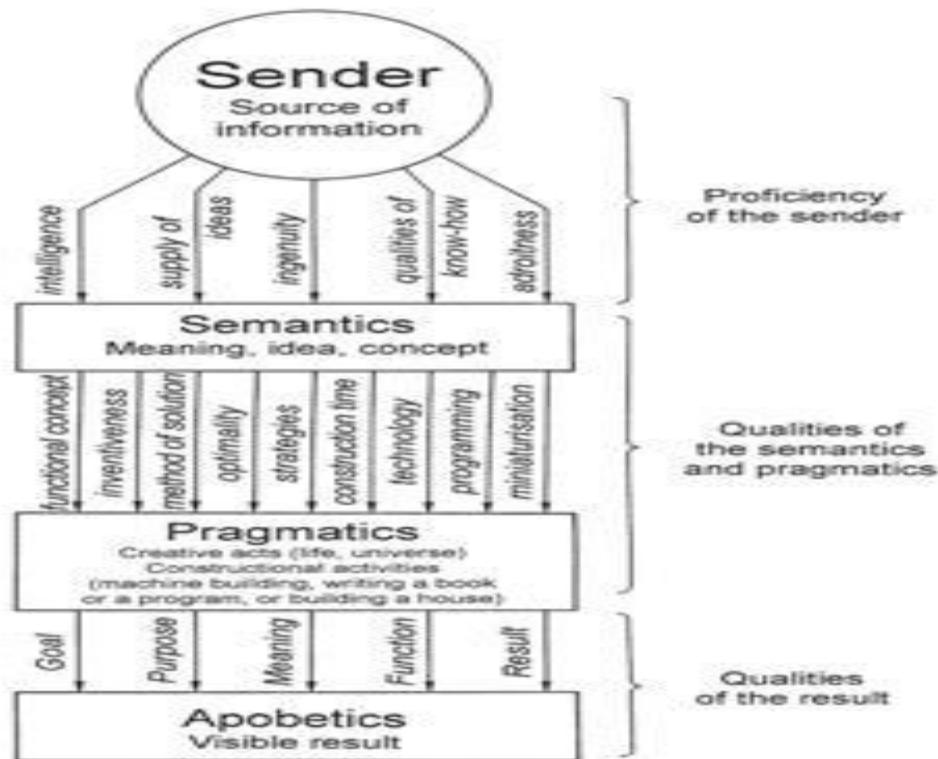 Sender
Source of
information
Proficiency
of the sender
intelligence
supply of
ideas
ingenuity
qualities of
know-how
adroitness
Semantics
Meaning, idea, concept
functional concept
inventiveness
method of solution
optimality
strategies
construction time
technology
programming
miniaturisation
Qualities of
the semantics
and pragmatics
Pragmatics
Creative acts (life, universe)
Constructional activities
(machine building, writing a book
or a program, or building a house)
Goal
Purpose
Meaning
Function
Result
Qualities
of the result
Apobetics
Visible result